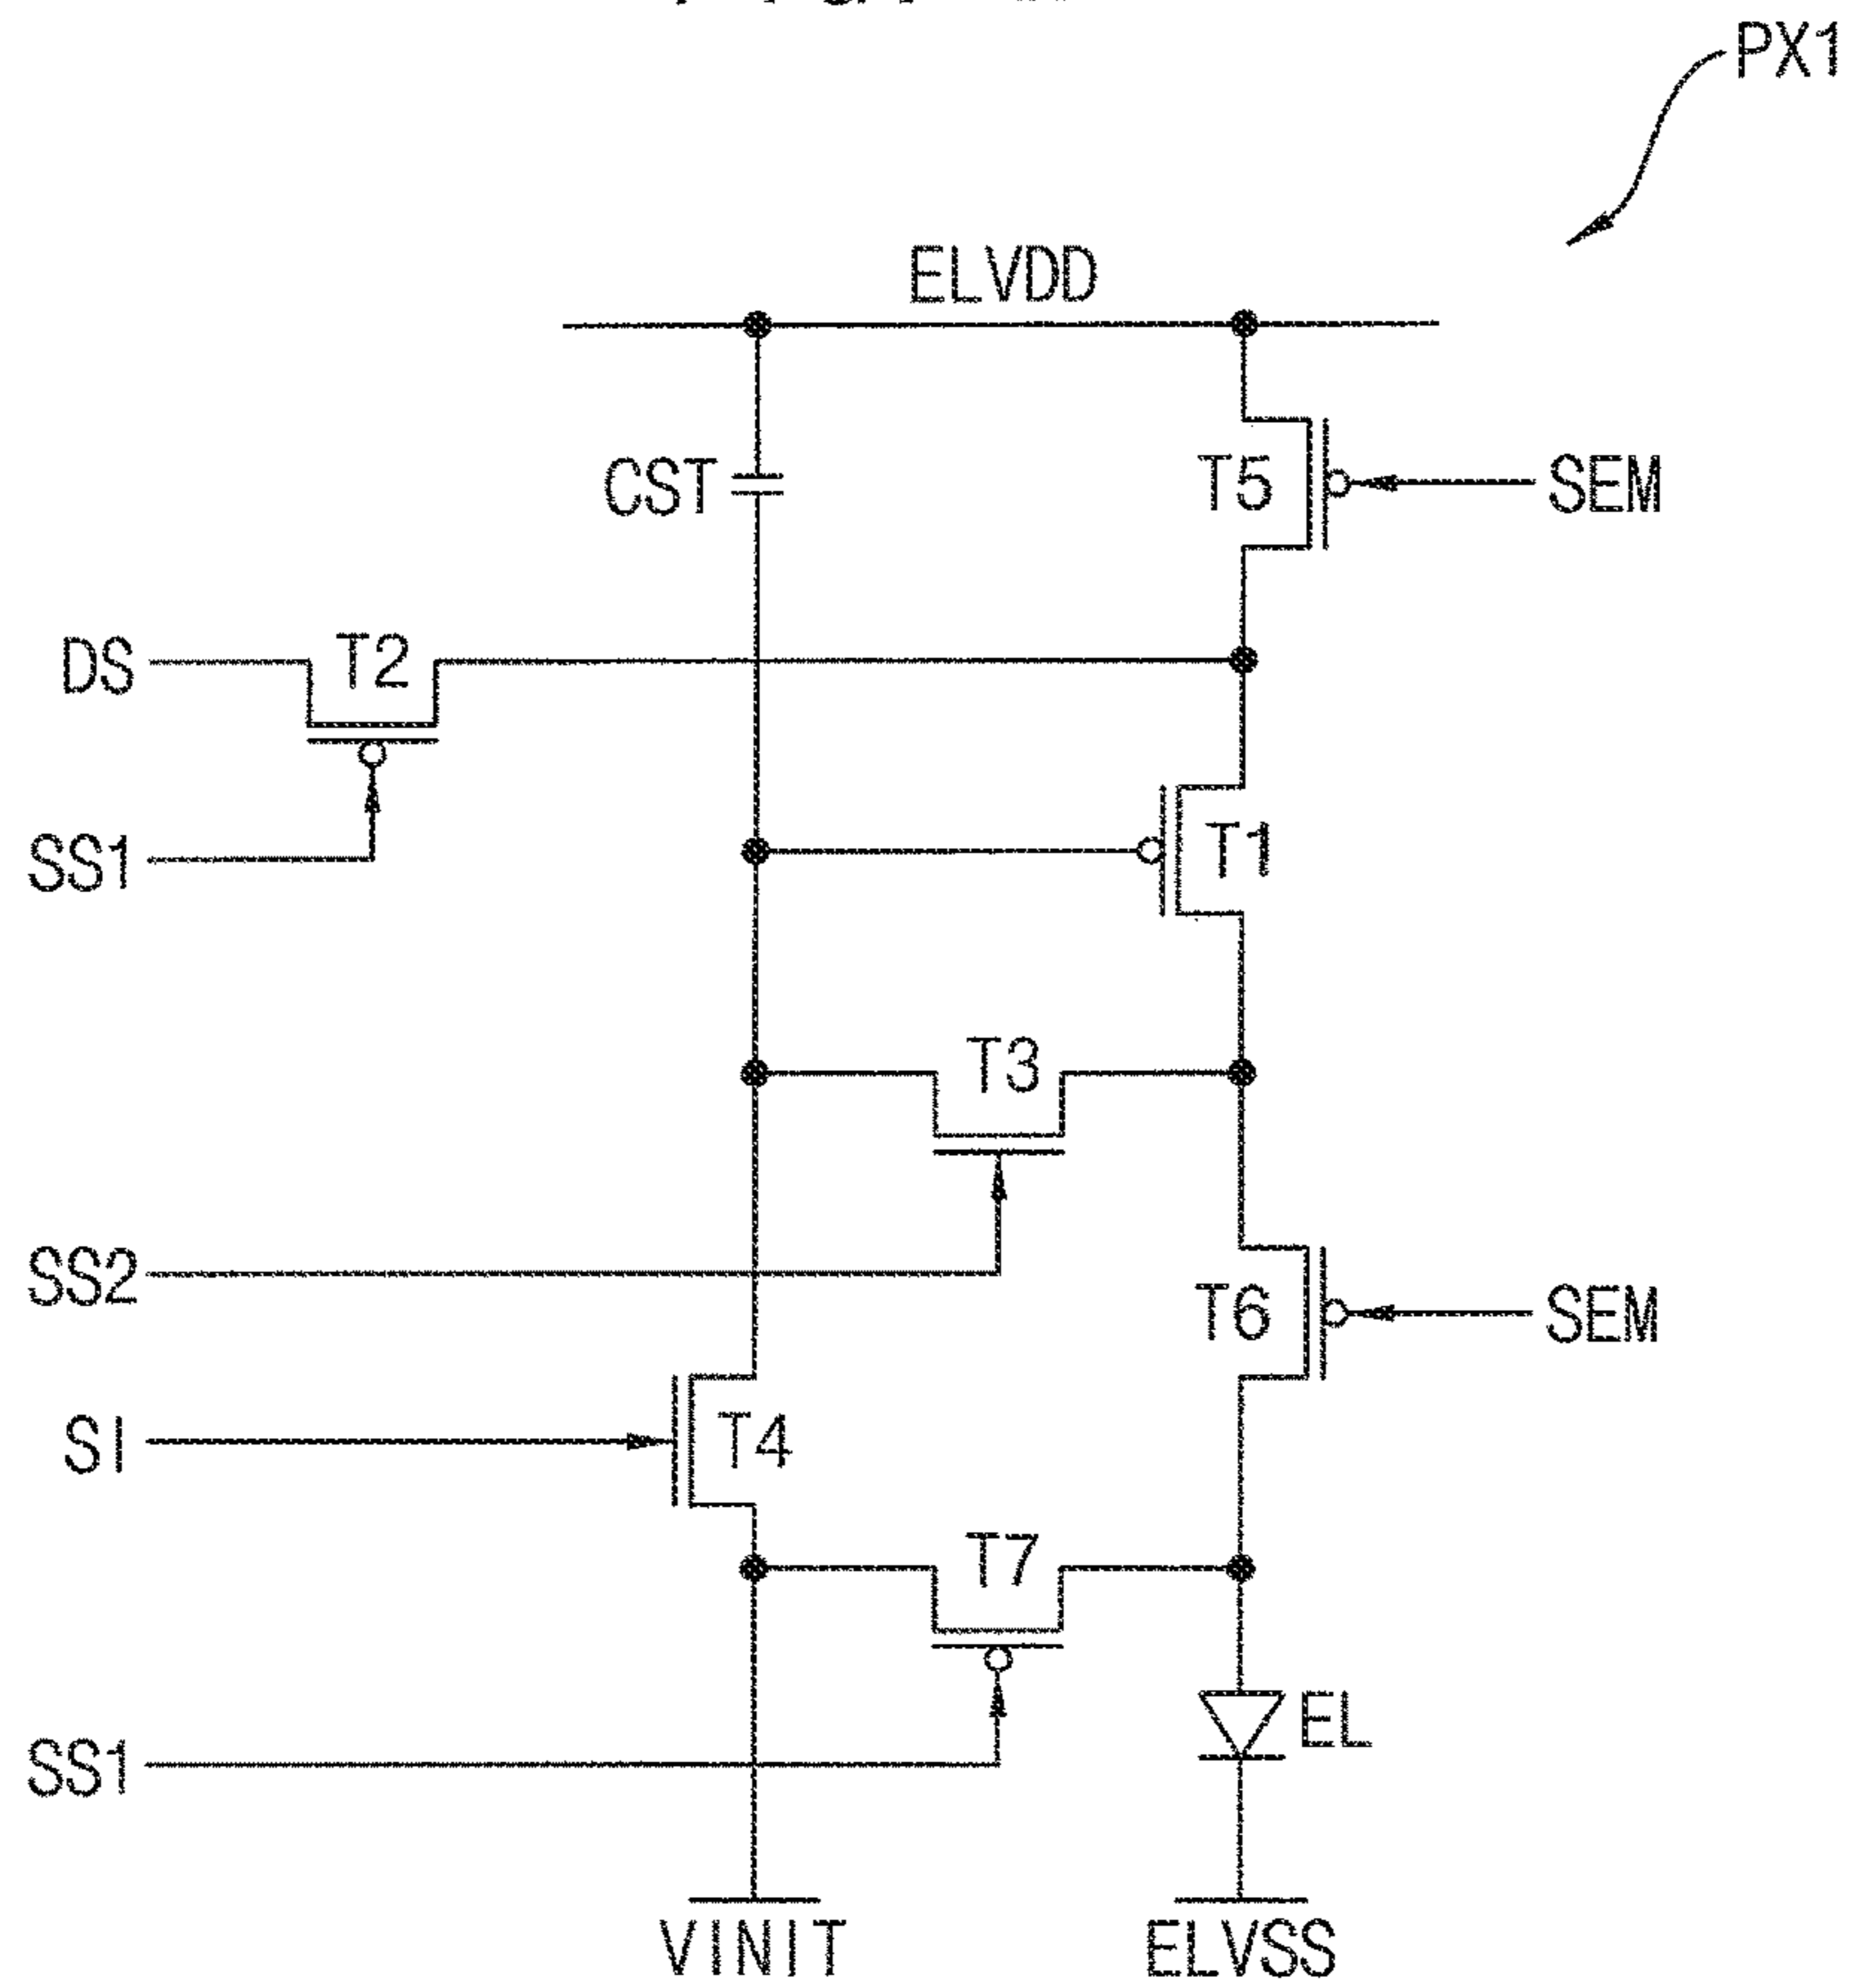 PX1
ELVDD
CST
T5
SEM
DS
T2
SS1
T1
T3
SS2
T6
SEM
SI
T4
T7
EL
SS1
VINIT
ELVSS